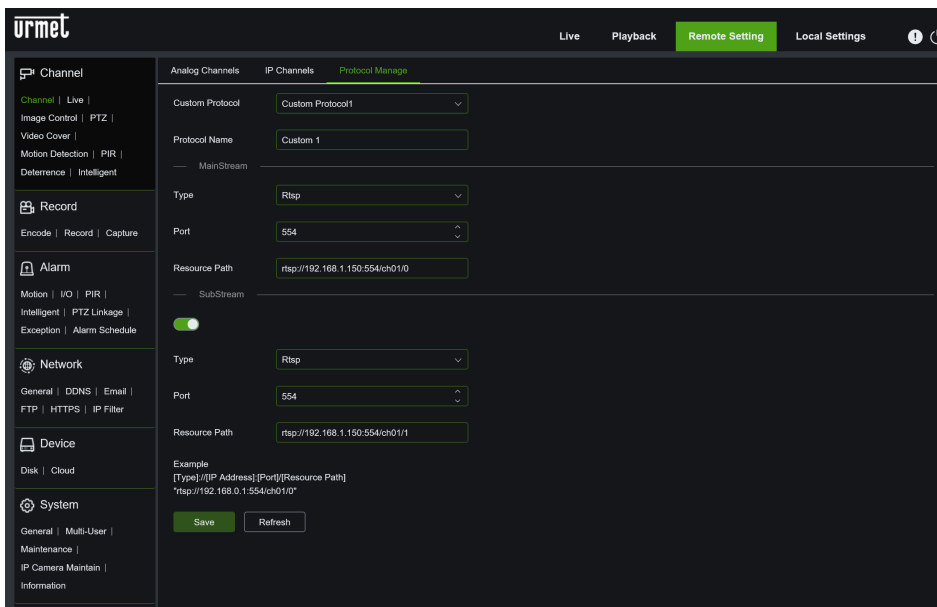 urmet
Live Playback Remote Setting Local Settings
Channel
Channel | Live |
Image Control | PTZ |
Video Cover |
Motion Detection | PIR |
Deterrence | Intelligent
Record
Encode | Record | Capture
Alarm
Motion | I/O | PIR |
Intelligent | PTZ Linkage |
Exception | Alarm Schedule
Network
General | DDNS | Email |
FTP | HTTPS | IP Filter
Device
Disk | Cloud
System
General | Multi-User |
Maintenance |
IP Camera Maintain |
Information
Analog Channels IP Channels Protocol Manage
Custom Protocol Custom Protocol1
Protocol Name Custom 1
MainStream
Type Rtsp
Port 554
Resource Path rtsp://192.168.1.150:554/ch01/0
SubStream
Type Rtsp
Port 554
Resource Path rtsp://192.168.1.150:554/ch01/1
Example
[Type]://[IP Address]:[Port]/[Resource Path]
"rtsp://192.168.0.1:554/ch01/0"
Save Refresh